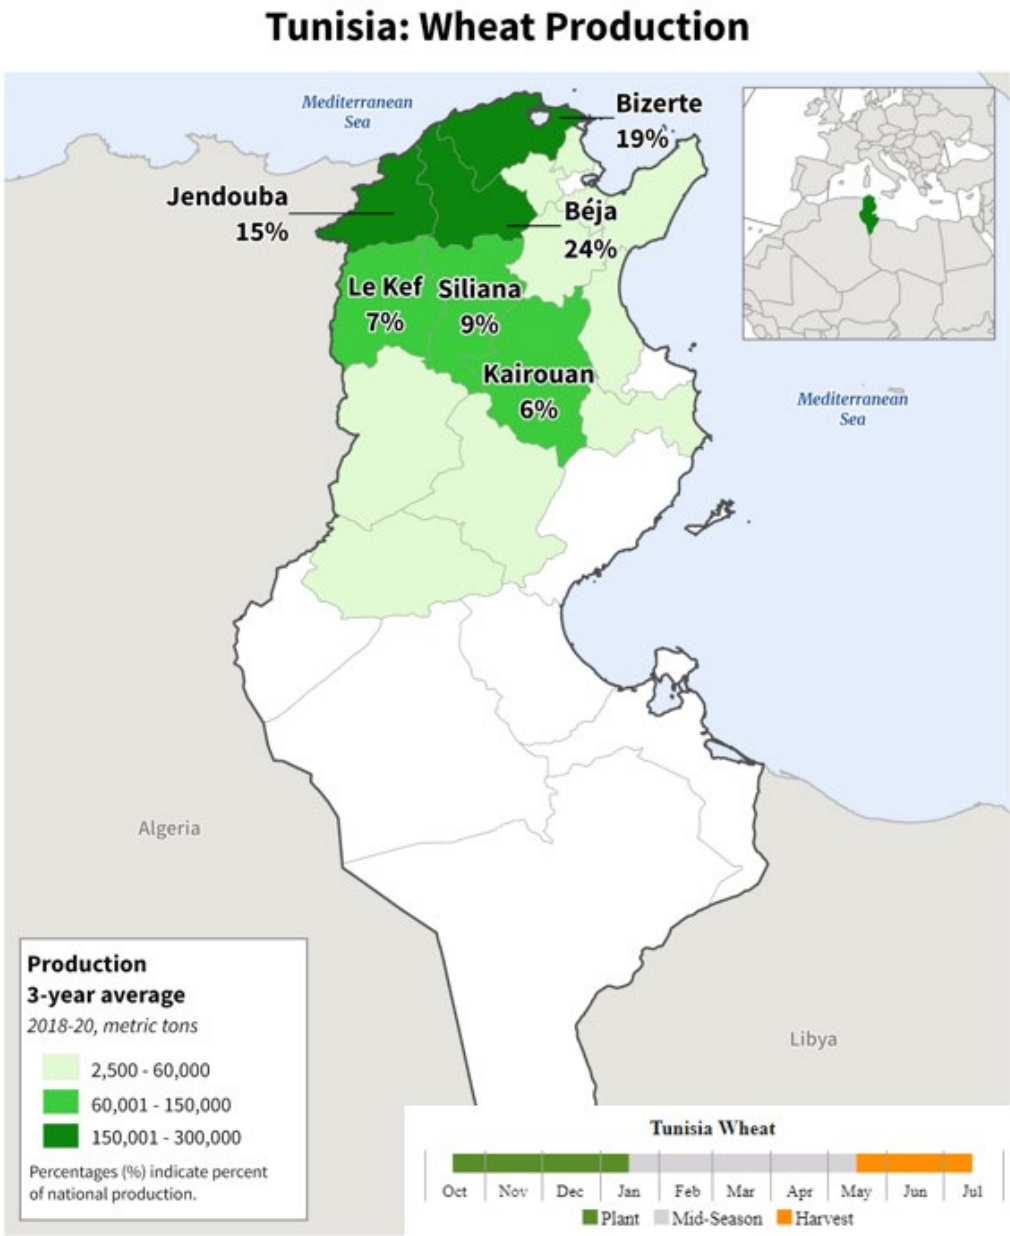 Tunisia: Wheat Production
Mediterranean
Sea
Bizerte
19%
Jendouba
15%
Béja
24%
Le Kef
7%
Siliana
9%
Kairouan
6%
Mediterranean
Sea
Algeria
Libya
Production
3-year average
2018-20, metric tons
2,500 - 60,000
60,001 - 150,000
150,001 - 300,000
Percentages (%) indicate percent
of national production.
Tunisia Wheat
Oct Nov Dec Jan Feb Mar Apr May Jun Jul
Plant Mid-Season Harvest